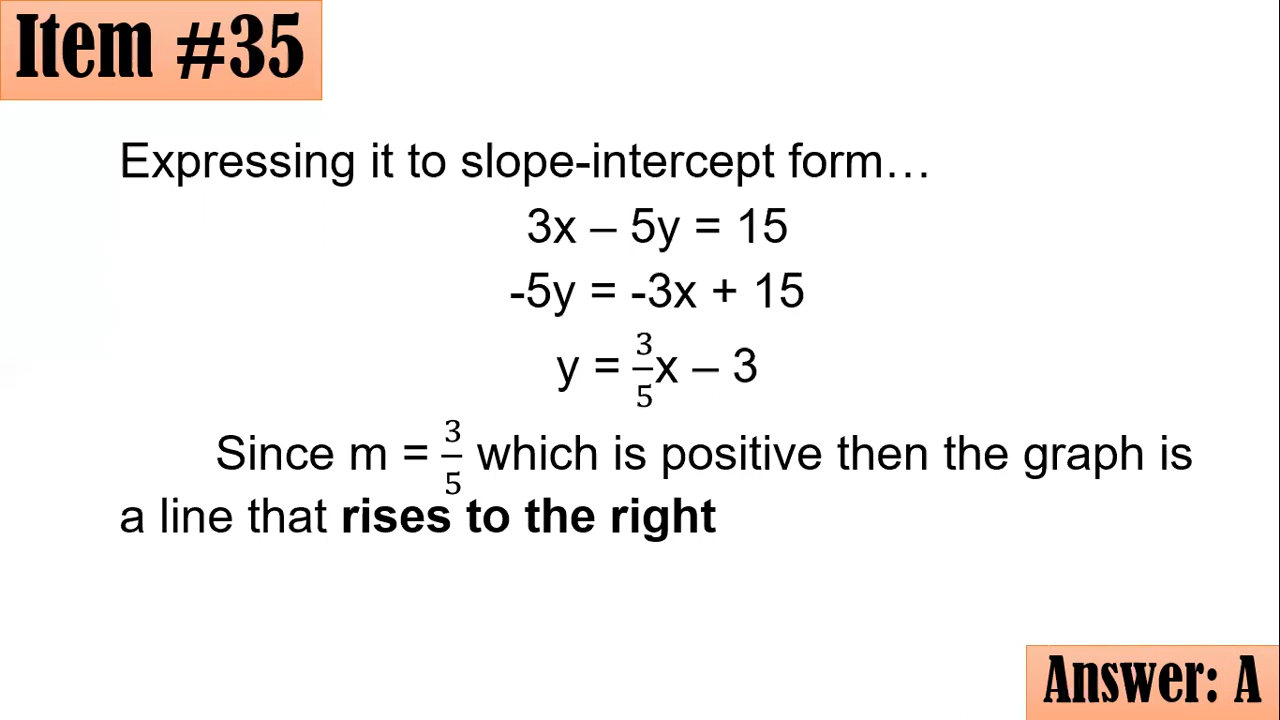 Item #35
Expressing it to slope-intercept form…
3x – 5y = 15
-5y = -3x + 15
y = 3/5x – 3
Since m = 3/5 which is positive then the graph is
a line that rises to the right
Answer: A